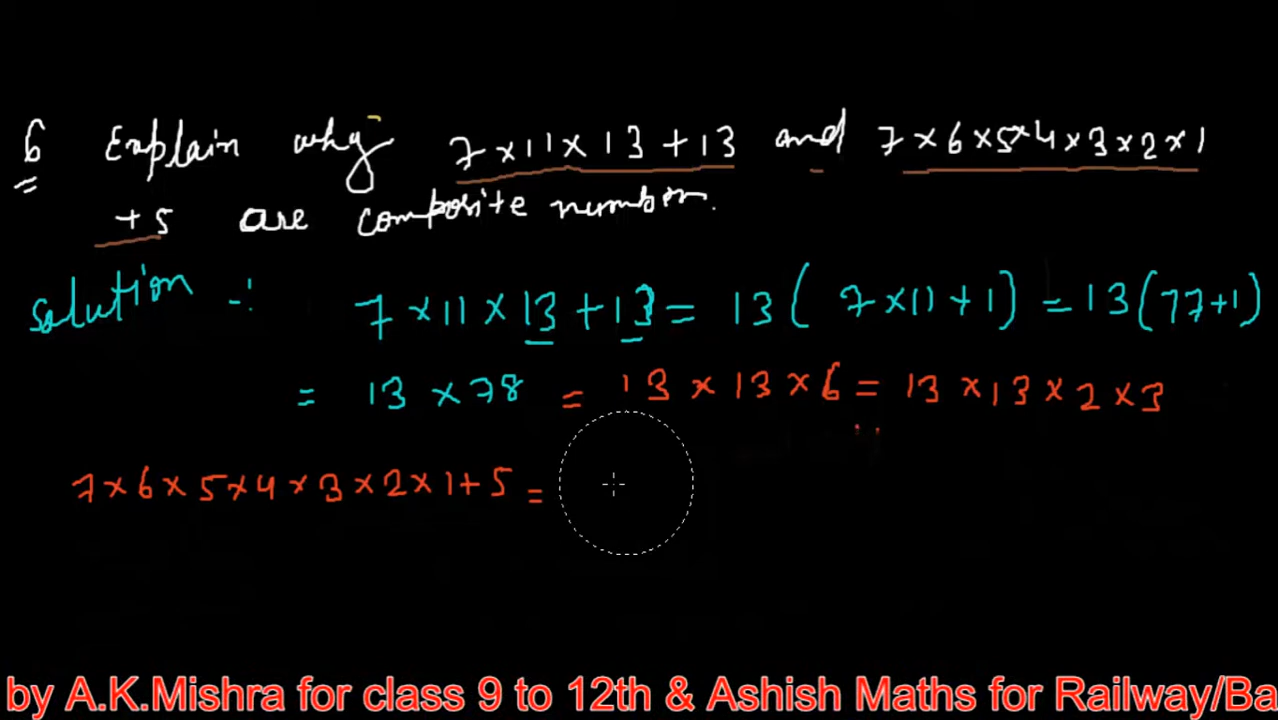 6 Explain why 7×11×13+13 and 7×6×5×4×3×2×1
+5 are composite number.
Solution :- 7×11×13+13 = 13(7×11+1) = 13(77+1)
= 13×78 = 13×13×6 = 13×13×2×3
7×6×5×4×3×2×1+5 =
by A.K.Mishra for class 9 to 12th & Ashish Maths for Railway/Ba